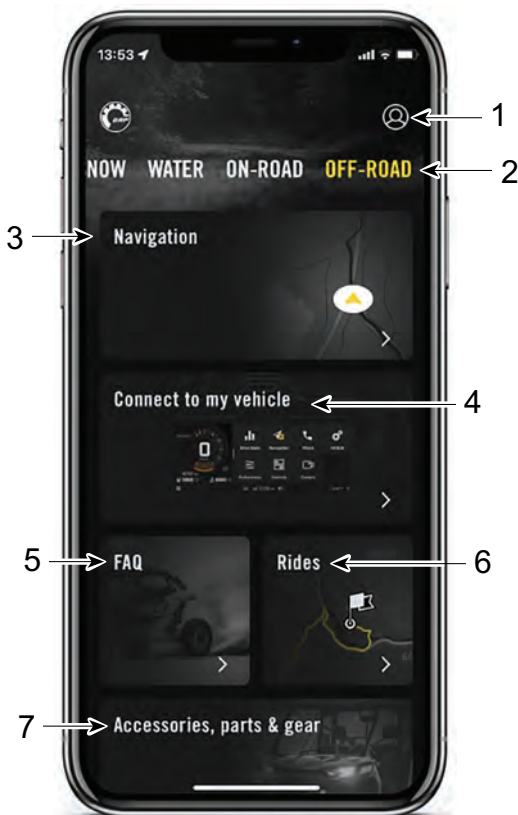 13:53
1
NOW WATER ON-ROAD OFF-ROAD
2
3
Navigation
Connect to my vehicle
4
0
5
FAQ
Rides
6
7
Accessories, parts & gear